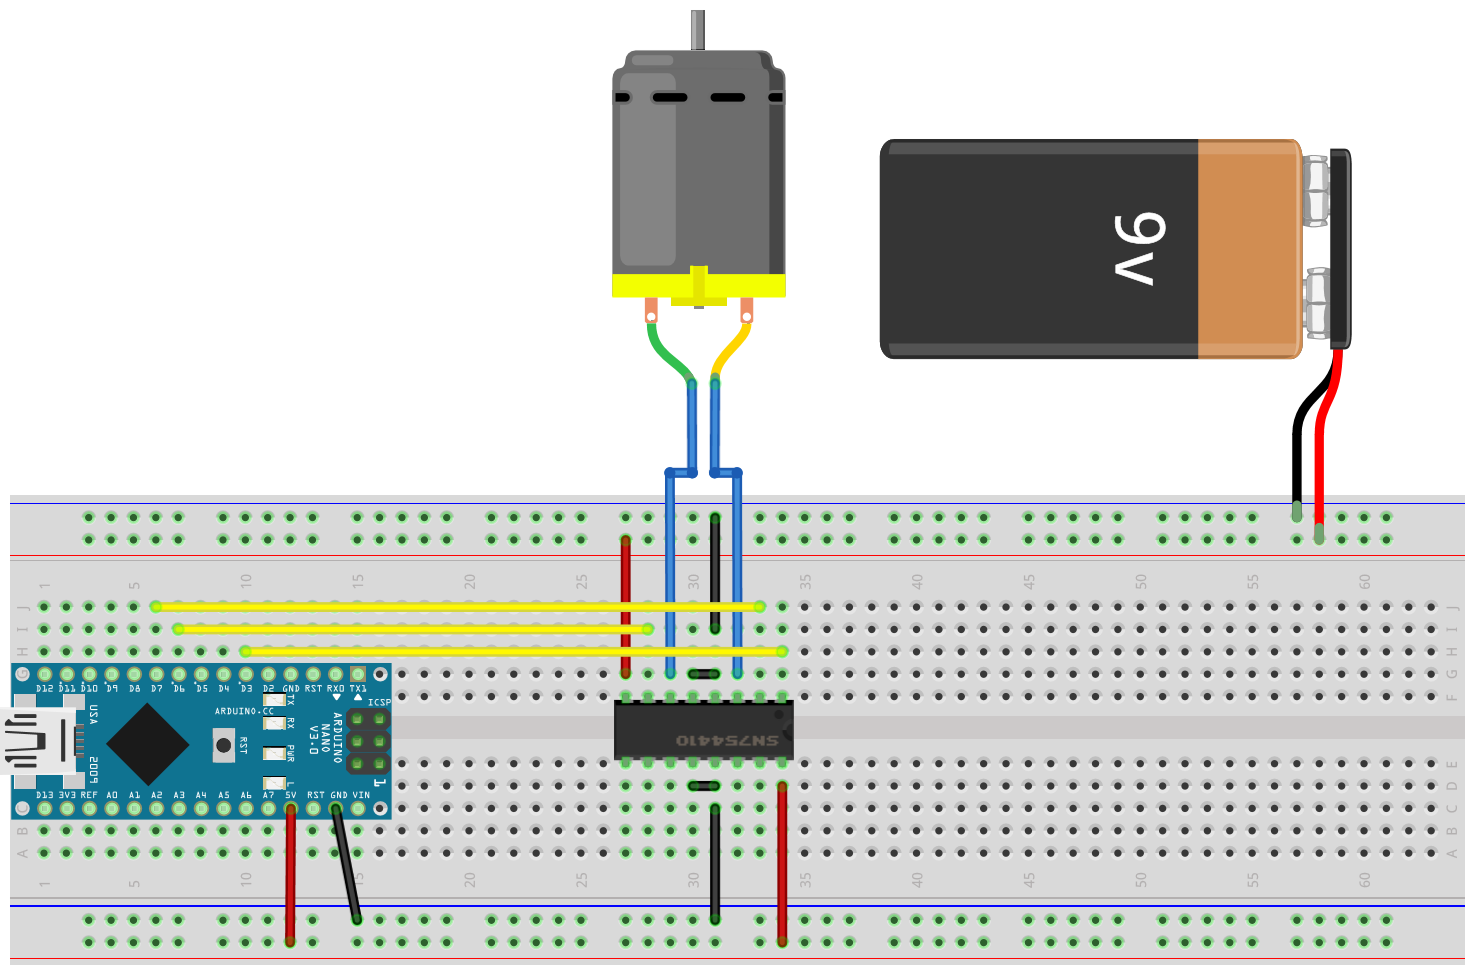 9v
1 5 10 15 20 25 30 35 40 45 50 55 60
J J
I I
H H
G G
D12 D11 D10 D9 D8 D7 D6 D5 D4 D3 D2 GND RST RX0 TX1
F F
ARDUINO.CC
ICSP
TX
RX
PWR
L
USA
2009
RST
ARDUINO
NANO
V3.0
1
SN754410
E
D
D13 3V3 REF A0 A1 A2 A3 A4 A5 A6 A7 5V RST GND VIN
C C
B B
A A
1 5 10 15 20 25 30 35 40 45 50 55 60